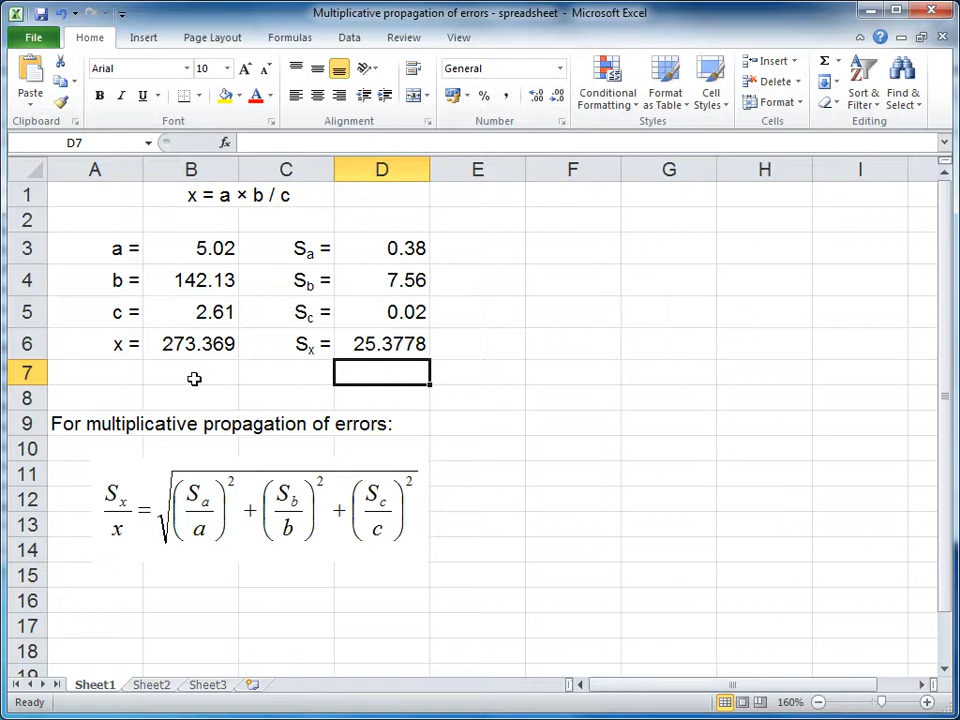 Multiplicative propagation of errors - spreadsheet - Microsoft Excel
File Home Insert Page Layout Formulas Data Review View
Paste
Arial 10
General
B I U
Σ
Conditional Formatting
Format as Table
Cell Styles
Insert
Delete
Format
Sort & Filter
Find & Select
Clipboard Font Alignment Number Styles Cells Editing
D7 fx
A B C D E F G H I
1 x = a × b / c
2
3 a = 5.02 Sa = 0.38
4 b = 142.13 Sb = 7.56
5 c = 2.61 Sc = 0.02
6 x = 273.369 Sx = 25.3778
7
8
9 For multiplicative propagation of errors:
10
11
12
13
14
15
16
17
18
19
Sx/x = √((Sa/a)² + (Sb/b)² + (Sc/c)²)
Sheet1 Sheet2 Sheet3
Ready 160%